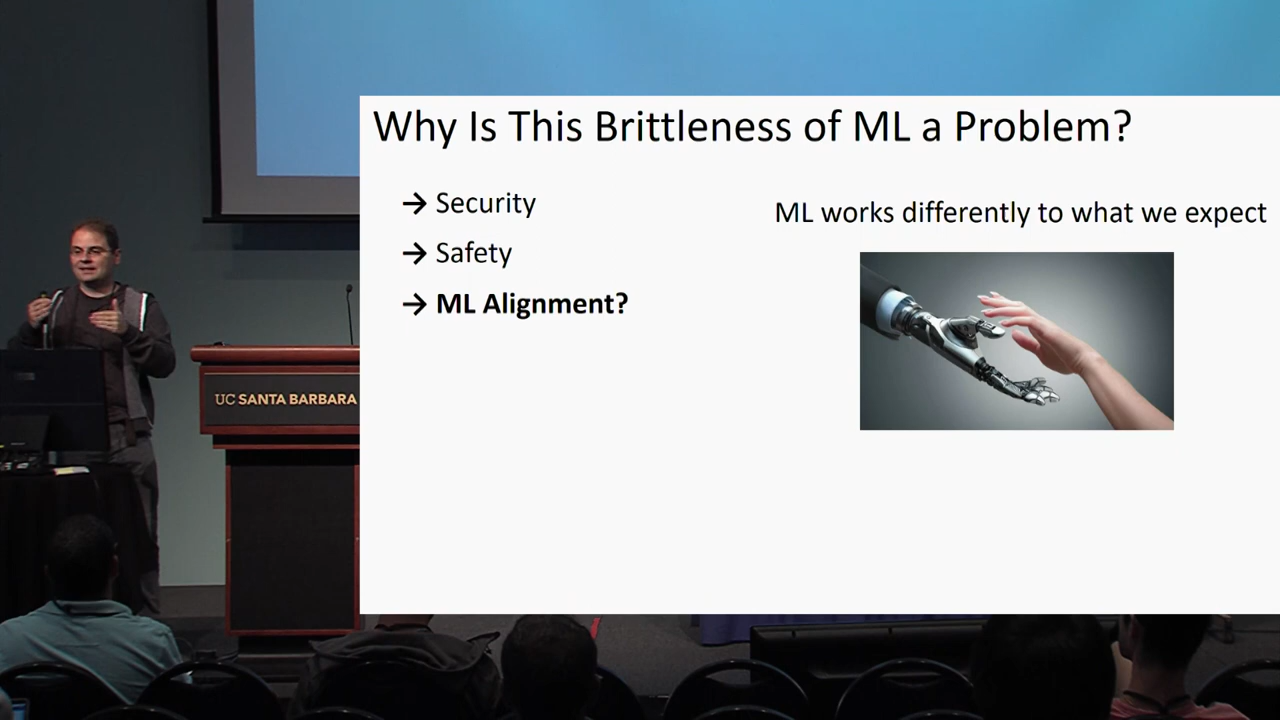 Why Is This Brittleness of ML a Problem?
→ Security
→ Safety
→ ML Alignment?
ML works differently to what we expect
UC SANTA BARBARA